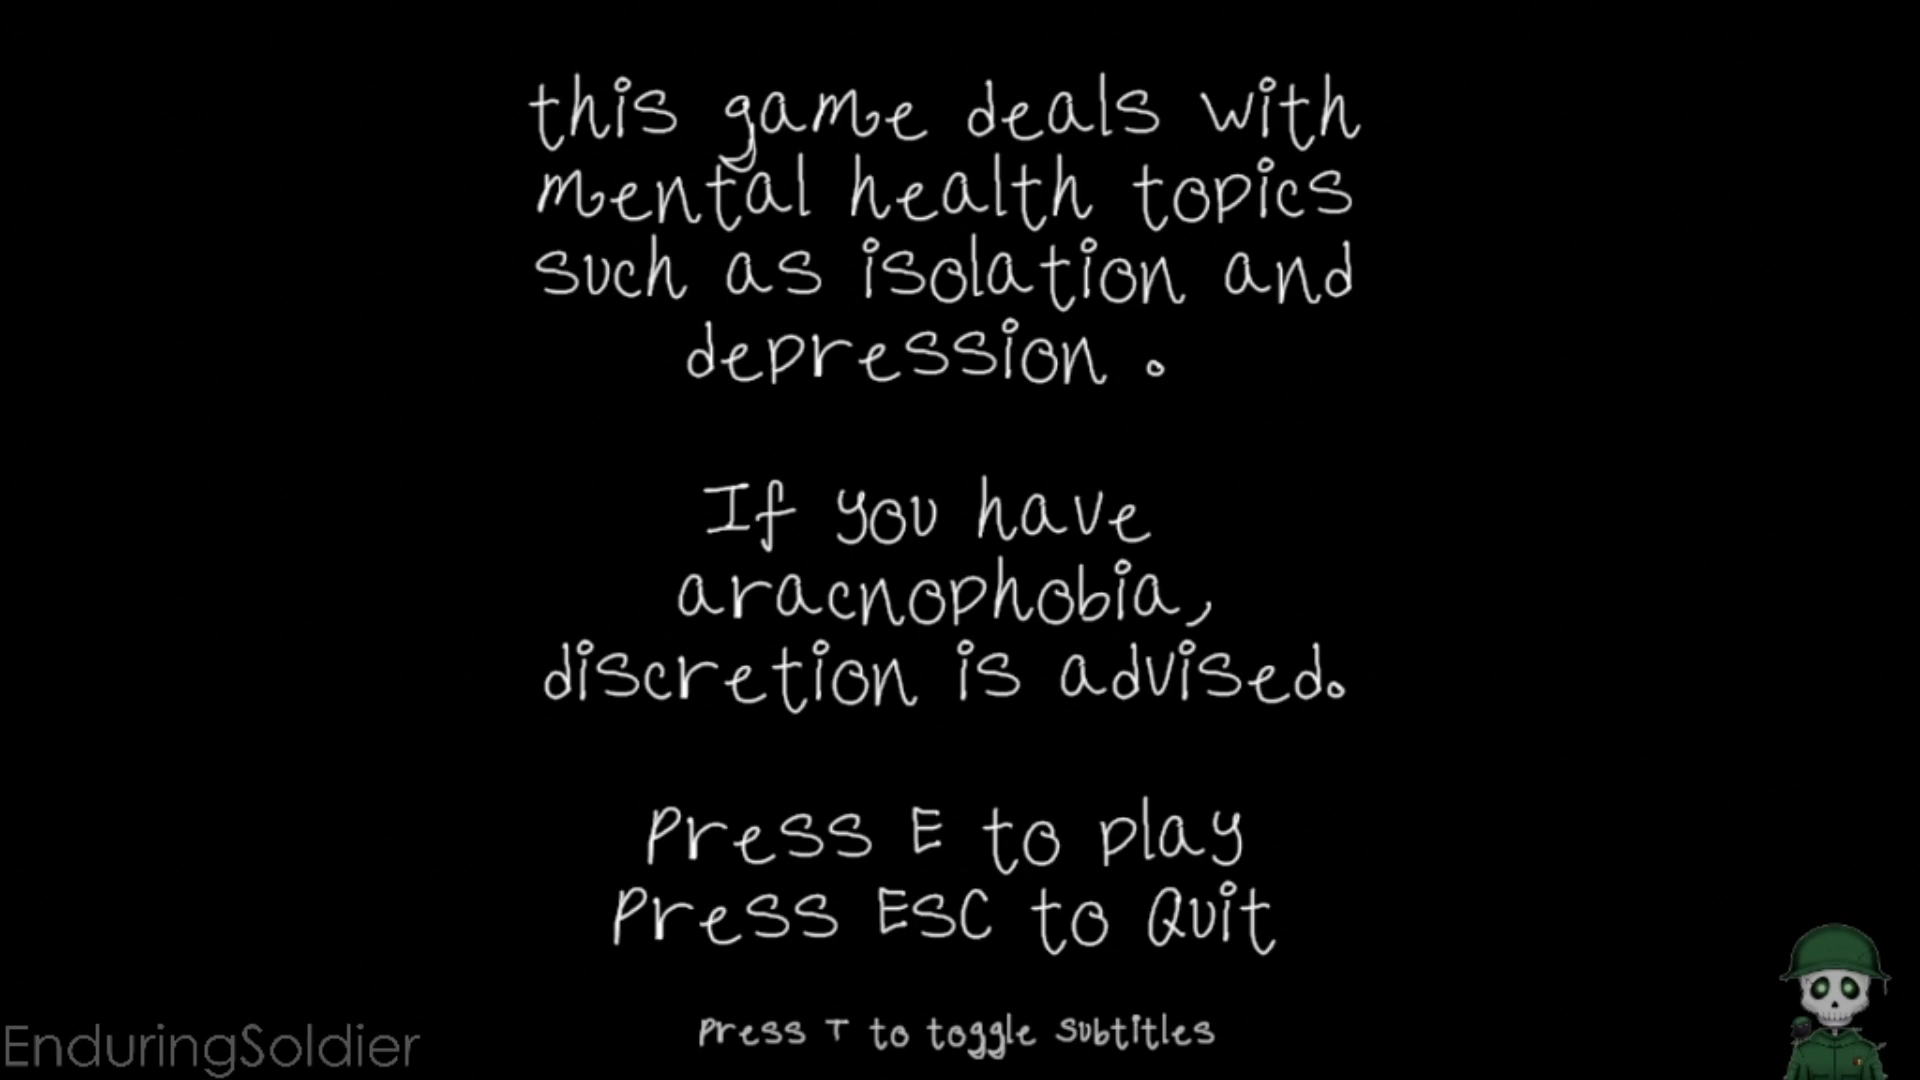 this game deals with
mental health topics
such as isolation and
depression .
If you have
aracnophobia,
discretion is advised.
Press E to play
Press ESC to Quit
Press T to toggle subtitles
EnduringSoldier